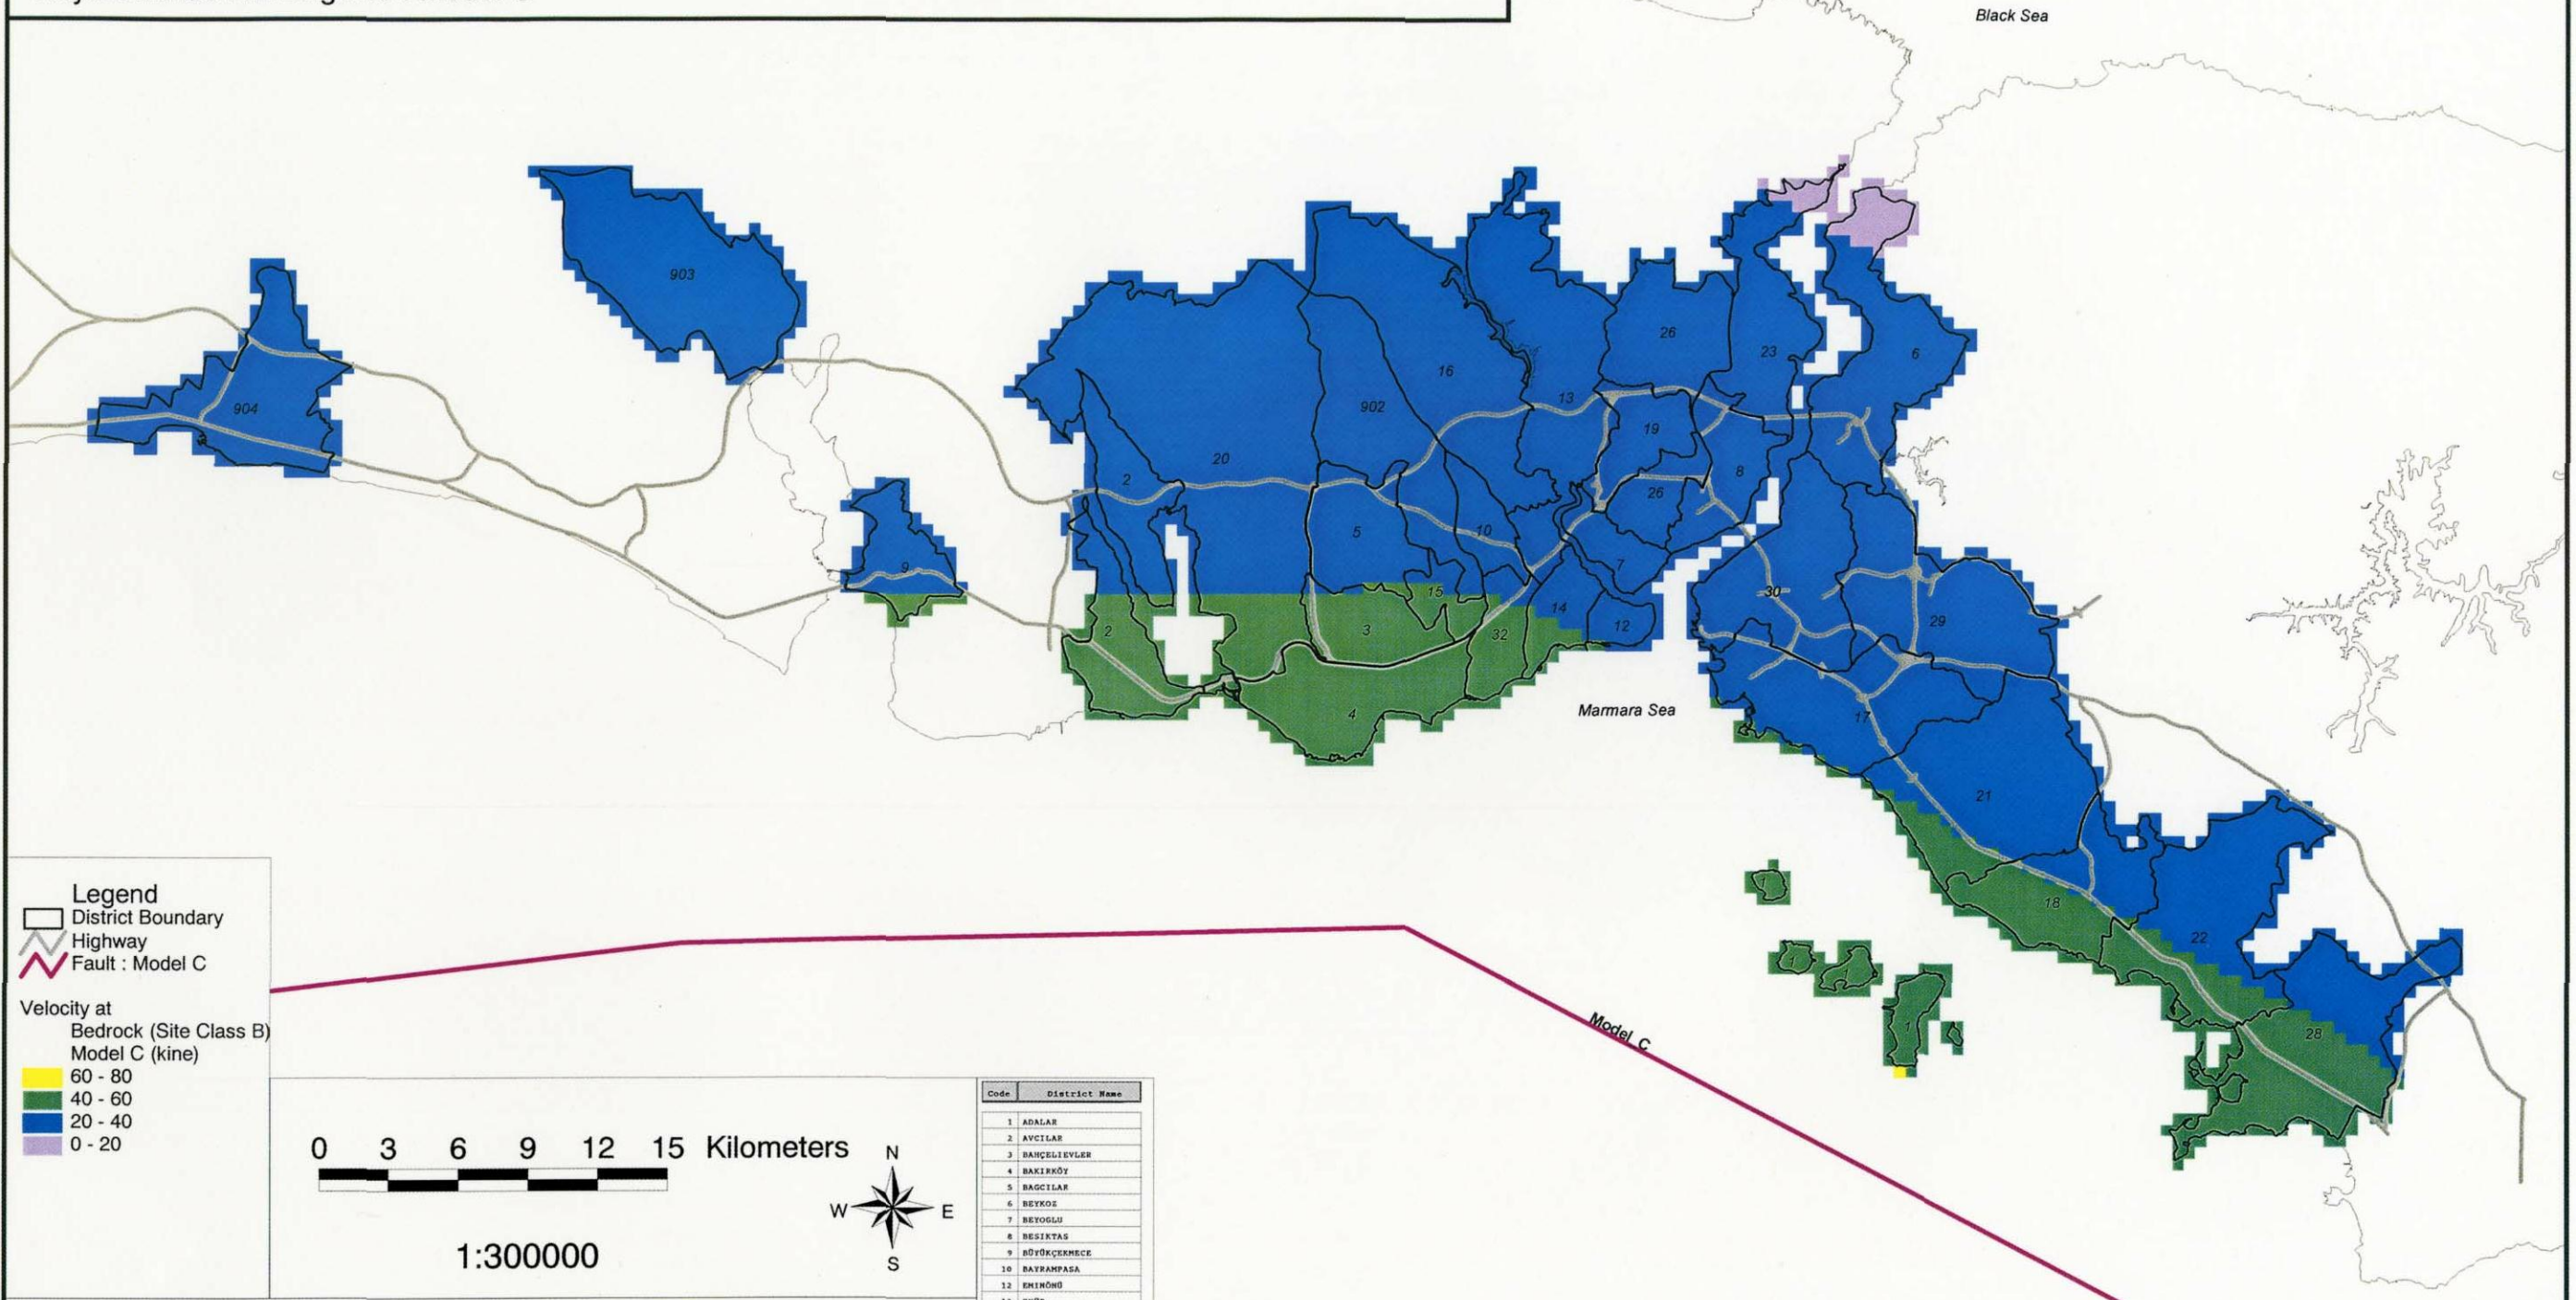 Black Sea
903
26
23
6
16
904
902
13
19
20
8
2
26
5
10
9
7
15
30
14
2
3
32
12
29
Marmara Sea
4
17
21
1
18
22
1
1
1
28
Model C
Legend
District Boundary
Highway
Fault : Model C
Velocity at
Bedrock (Site Class B)
Model C (kine)
60 - 80
40 - 60
20 - 40
0 - 20
0 3 6 9 12 15 Kilometers
1:300000
N
W E
S
Code District Name
1 ADALAR
2 AVCILAR
3 BAHÇELIEVLER
4 BAKIRKÖY
5 BAGCILAR
6 BEYKOZ
7 BEYOGLU
8 BESIKTAS
9 BÜYÜKÇEKMECE
10 BAYRAMPASA
12 EMINÖNÜ